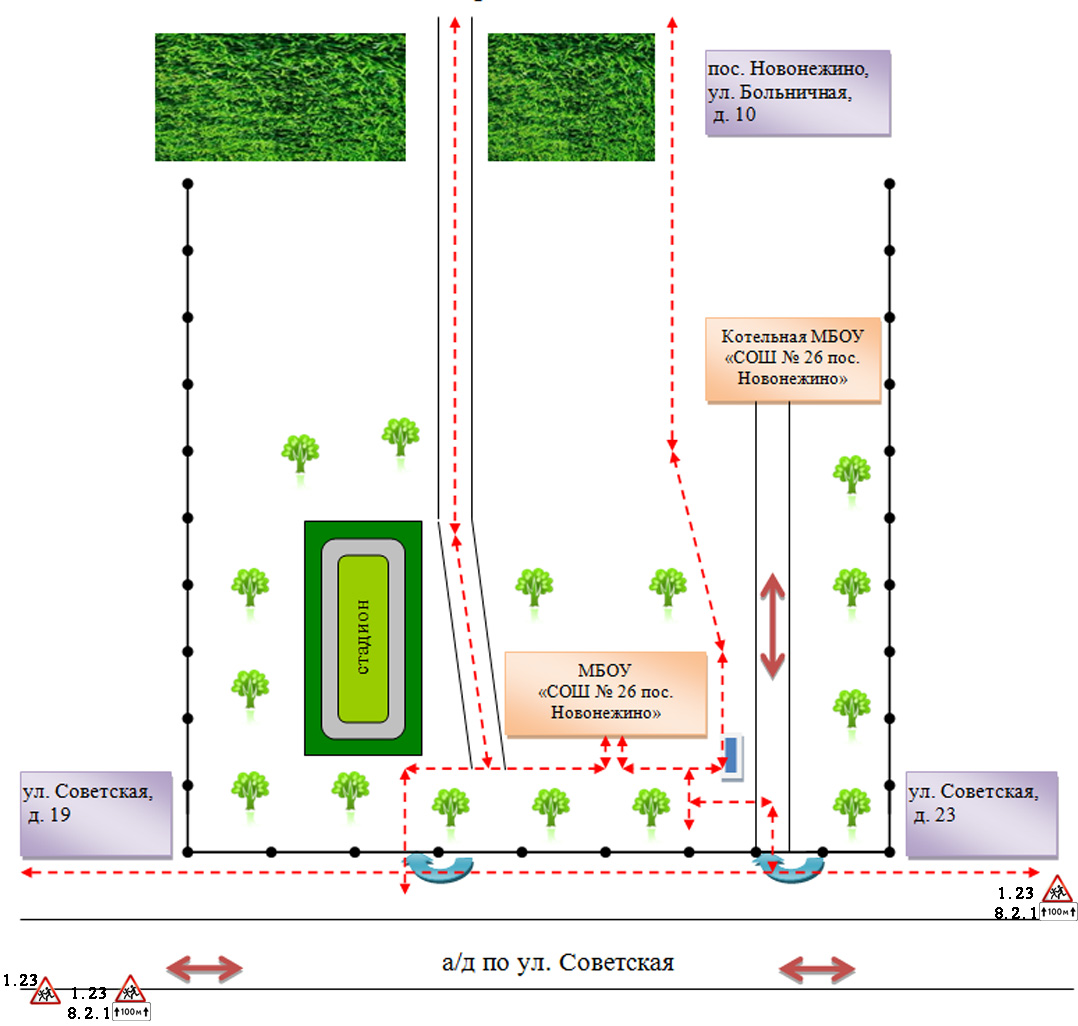 пос. Новонежино,
ул. Больничная,
д. 10
Котельная МБОУ
«СОШ № 26 пос.
Новонежино»
стадион
МБОУ
«СОШ № 26 пос.
Новонежино»
ул. Советская,
д. 19
ул. Советская,
д. 23
1.23
8.2.1
100м
а/д по ул. Советская
1.23
1.23
8.2.1
100м